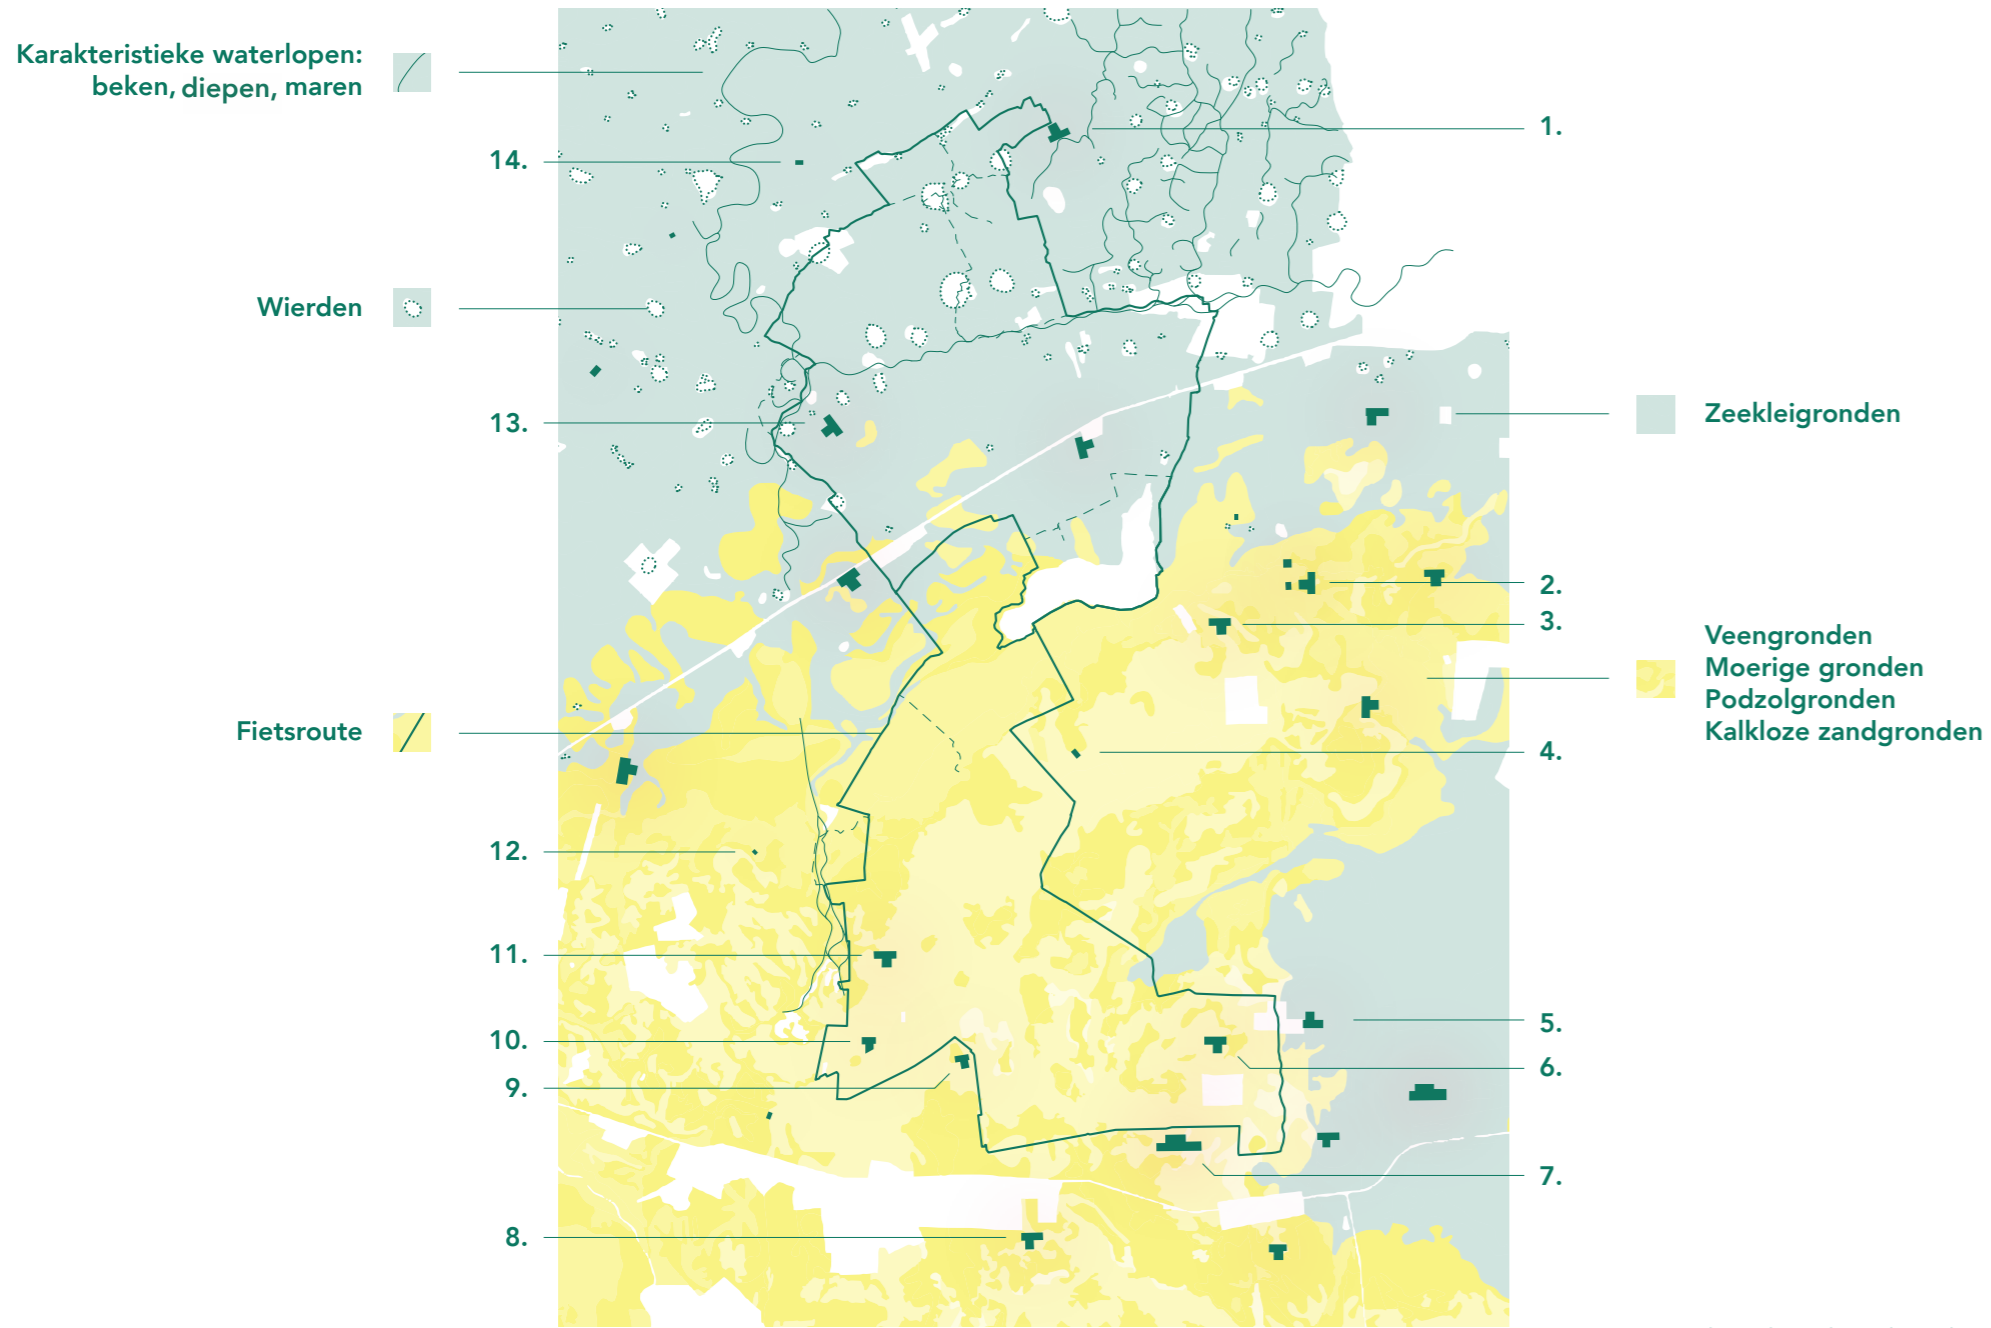 Karakteristieke waterlopen:
beken, diepen, maren
14.
Wierden
13.
Fietsroute
12.
11.
10.
9.
8.
1.
Zeekleigronden
2.
3.
Veengronden
Moerige gronden
Podzolgronden
Kalkloze zandgronden
4.
5.
6.
7.